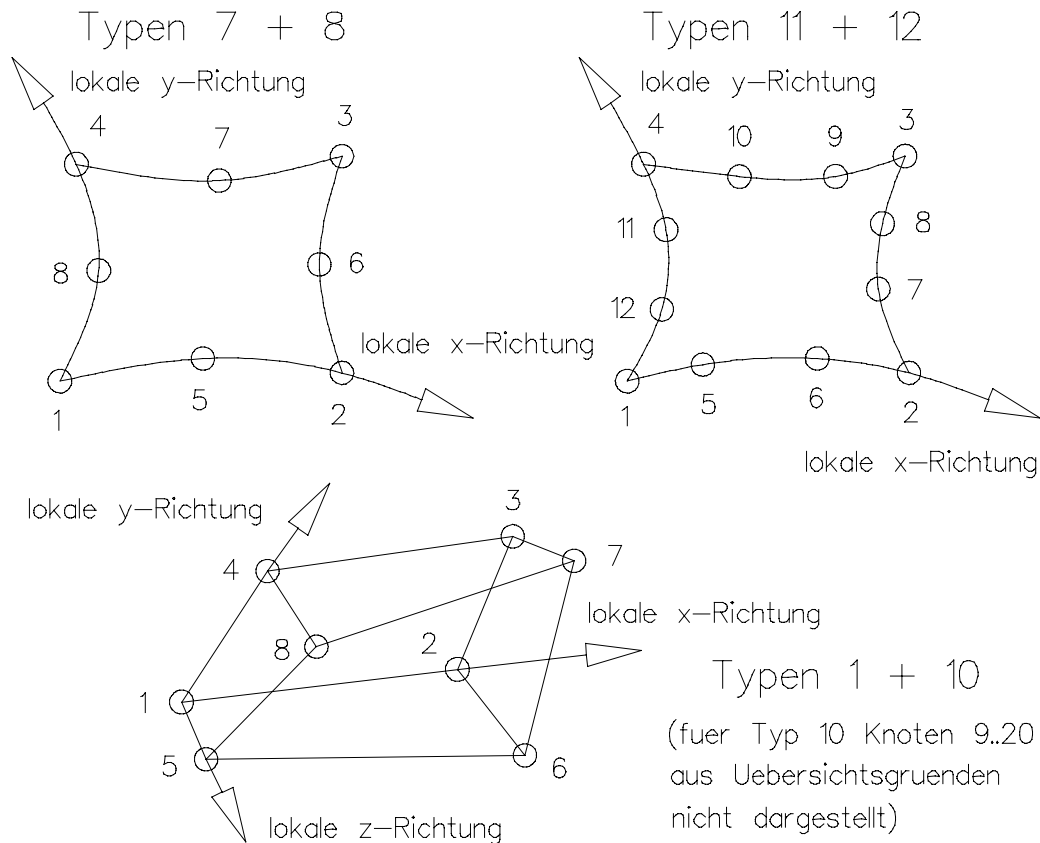 Typen 7 + 8
lokale y-Richtung
4
7
3
8
6
lokale x-Richtung
1
5
2
Typen 11 + 12
lokale y-Richtung
4
10
9
3
11
8
12
7
1
5
6
2
lokale x-Richtung
lokale y-Richtung
3
4
7
lokale x-Richtung
8
2
1
5
6
lokale z-Richtung
Typen 1 + 10
(fuer Typ 10 Knoten 9..20
aus Uebersichtsgruenden
nicht dargestellt)